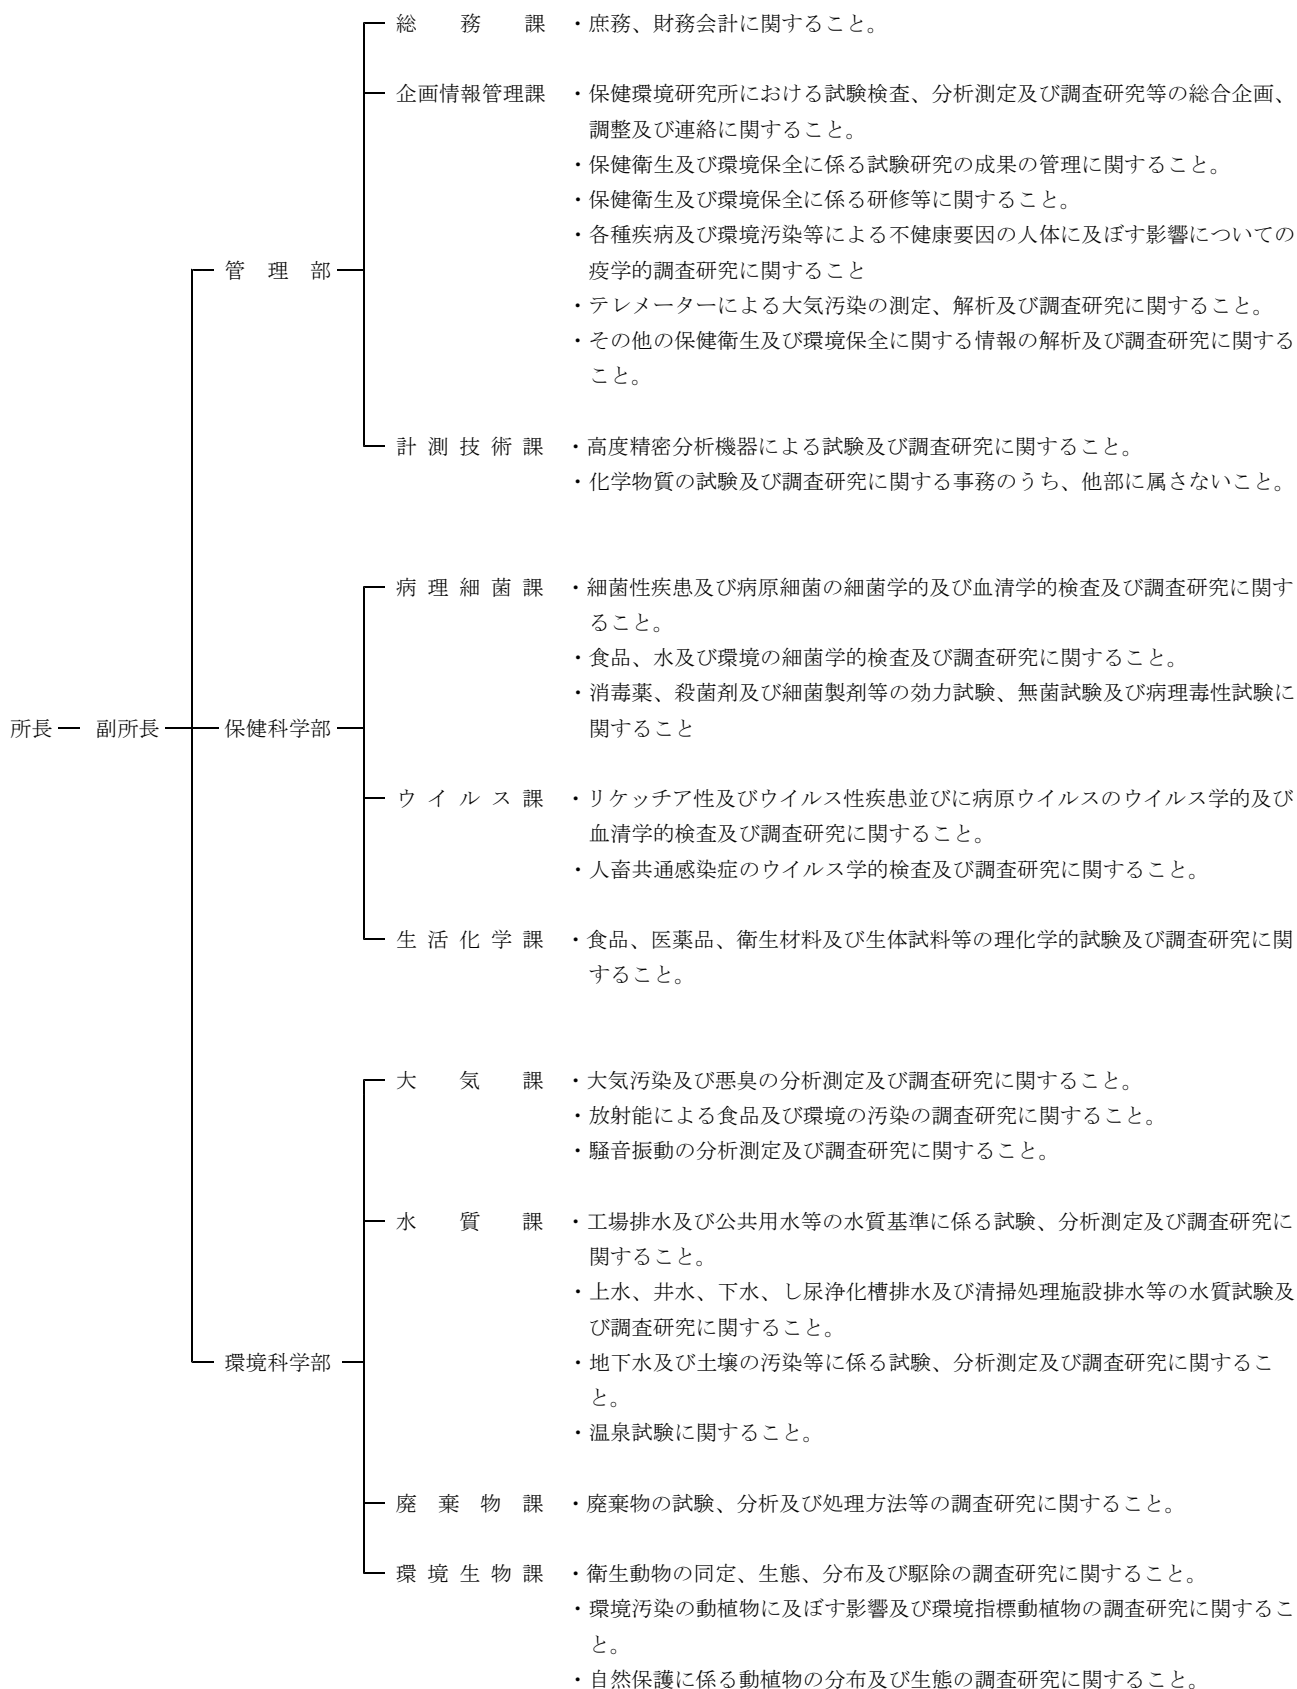 総務課 ・庶務、財務会計に関すること。
企画情報管理課 ・保健環境研究所における試験検査、分析測定及び調査研究等の総合企画、
調整及び連絡に関すること。
・保健衛生及び環境保全に係る試験研究の成果の管理に関すること。
・保健衛生及び環境保全に係る研修等に関すること。
・各種疾病及び環境汚染等による不健康要因の人体に及ぼす影響についての
管理部 疫学的調査研究に関すること
・テレメーターによる大気汚染の測定、解析及び調査研究に関すること。
・その他の保健衛生及び環境保全に関する情報の解析及び調査研究に関する
こと。
計測技術課 ・高度精密分析機器による試験及び調査研究に関すること。
・化学物質の試験及び調査研究に関する事務のうち、他部に属さないこと。
病理細菌課 ・細菌性疾患及び病原細菌の細菌学的及び血清学的検査及び調査研究に関す
ること。
・食品、水及び環境の細菌学的検査及び調査研究に関すること。
・消毒薬、殺菌剤及び細菌製剤等の効力試験、無菌試験及び病理毒性試験に
所長 副所長 保健科学部 関すること
ウイルス課 ・リケッチア性及びウイルス性疾患並びに病原ウイルスのウイルス学的及び
血清学的検査及び調査研究に関すること。
・人畜共通感染症のウイルス学的検査及び調査研究に関すること。
生活化学課 ・食品、医薬品、衛生材料及び生体試料等の理化学的試験及び調査研究に関
すること。
大気課 ・大気汚染及び悪臭の分析測定及び調査研究に関すること。
・放射能による食品及び環境の汚染の調査研究に関すること。
・騒音振動の分析測定及び調査研究に関すること。
水質課 ・工場排水及び公共用水等の水質基準に係る試験、分析測定及び調査研究に
関すること。
・上水、井水、下水、し尿浄化槽排水及び清掃処理施設排水等の水質試験及
び調査研究に関すること。
環境科学部 ・地下水及び土壌の汚染等に係る試験、分析測定及び調査研究に関するこ
と。
・温泉試験に関すること。
廃棄物課 ・廃棄物の試験、分析及び処理方法等の調査研究に関すること。
環境生物課 ・衛生動物の同定、生態、分布及び駆除の調査研究に関すること。
・環境汚染の動植物に及ぼす影響及び環境指標動植物の調査研究に関するこ
と。
・自然保護に係る動植物の分布及び生態の調査研究に関すること。